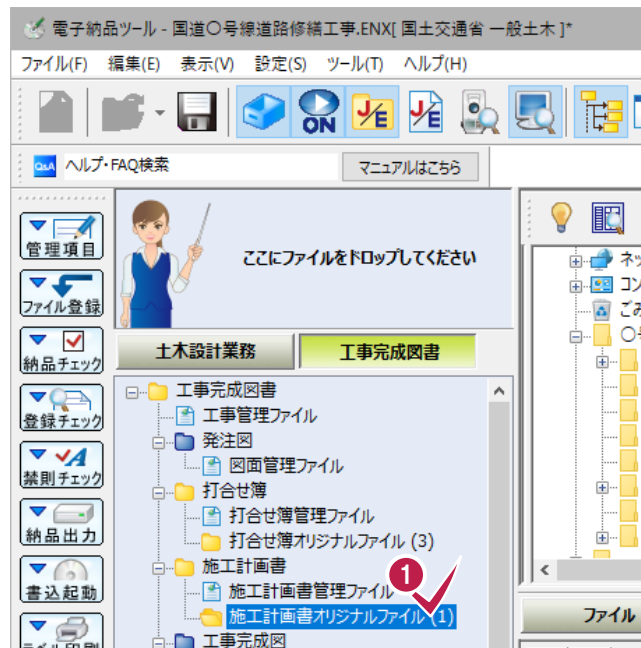 電子納品ツール - 国道〇号線道路修繕工事.ENX[ 国土交通省 一般土木 ]*
ファイル(F) 編集(E) 表示(V) 設定(S) ツール(T) ヘルプ(H)
ON
J/E
J/E
Q&A ヘルプ・FAQ検索 マニュアルはこちら
管理項目
ファイル登録
納品チェック
登録チェック
禁則チェック
納品出力
書込起動
ここにファイルをドロップしてください
土木設計業務 工事完成図書
工事完成図書
工事管理ファイル
発注図
図面管理ファイル
打合せ簿
打合せ簿管理ファイル
打合せ簿オリジナルファイル (3)
施工計画書
施工計画書管理ファイル
1
施工計画書オリジナルファイル (1)
工事完成図
ネッ
コン
ごみ
ファイル